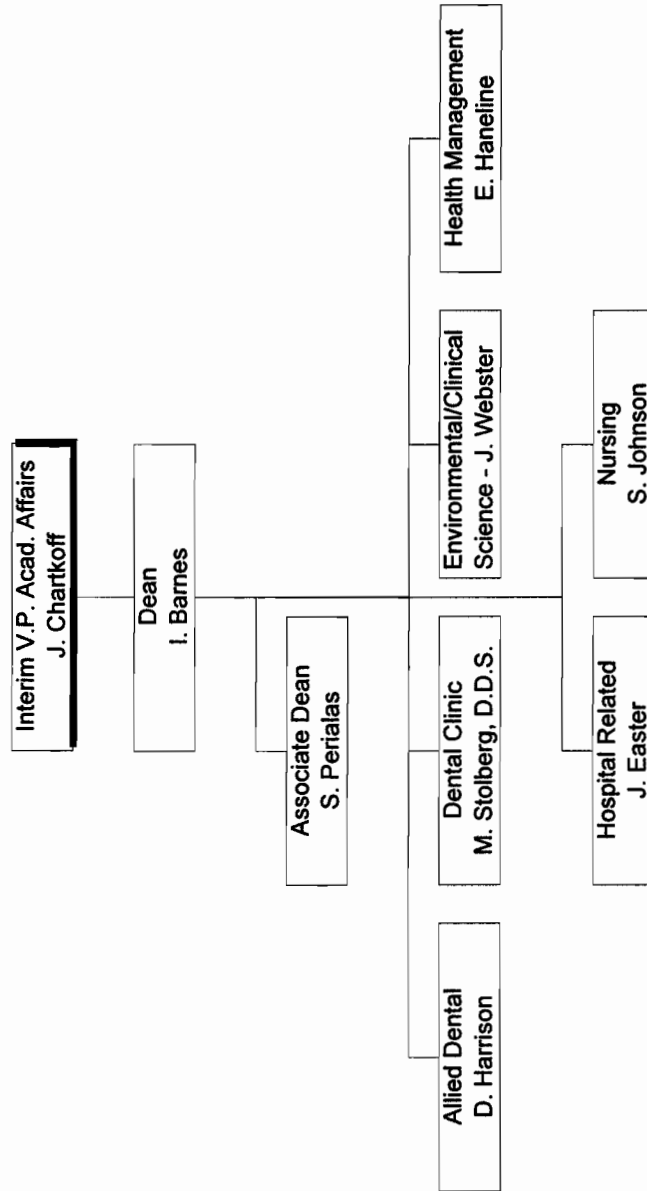 Interim V.P. Acad. Affairs
J. Chartkoff
Dean
I. Barnes
Associate Dean
S. Perialas
Allied Dental
D. Harrison
Dental Clinic
M. Stolberg, D.D.S.
Environmental/Clinical
Science - J. Webster
Health Management
E. Haneline
Hospital Related
J. Easter
Nursing
S. Johnson